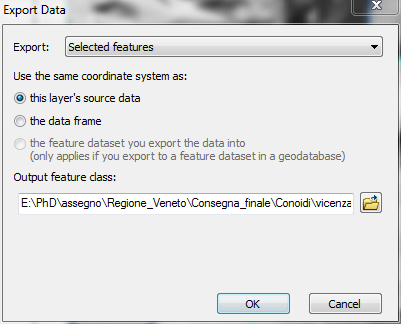 Export Data
Export: Selected features
Use the same coordinate system as:
this layer's source data
the data frame
the feature dataset you export the data into
(only applies if you export to a feature dataset in a geodatabase)
Output feature class:
E:\PhD\assegno\Regione_Veneto\Consegna_finale\Conoidi\vicenza
OK Cancel